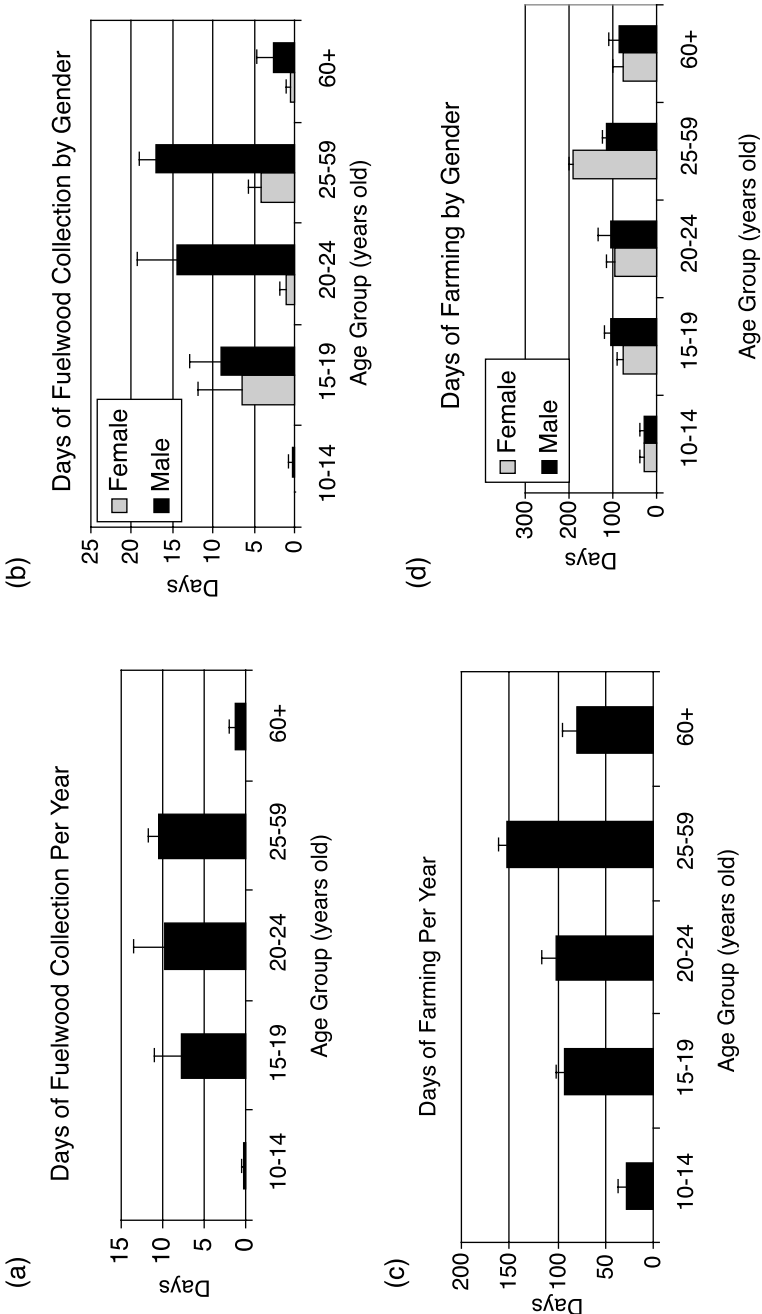 (a)
Days of Fuelwood Collection Per Year
15
10
5
0
Days
10-14 15-19 20-24 25-59 60+
Age Group (years old)
(b)
Days of Fuelwood Collection by Gender
25
20
15
10
5
0
Days
Female
Male
10-14 15-19 20-24 25-59 60+
Age Group (years old)
(c)
Days of Farming Per Year
200
150
100
50
0
Days
10-14 15-19 20-24 25-59 60+
Age Group (years old)
(d)
Days of Farming by Gender
300
200
100
0
Days
Female
Male
10-14 15-19 20-24 25-59 60+
Age Group (years old)